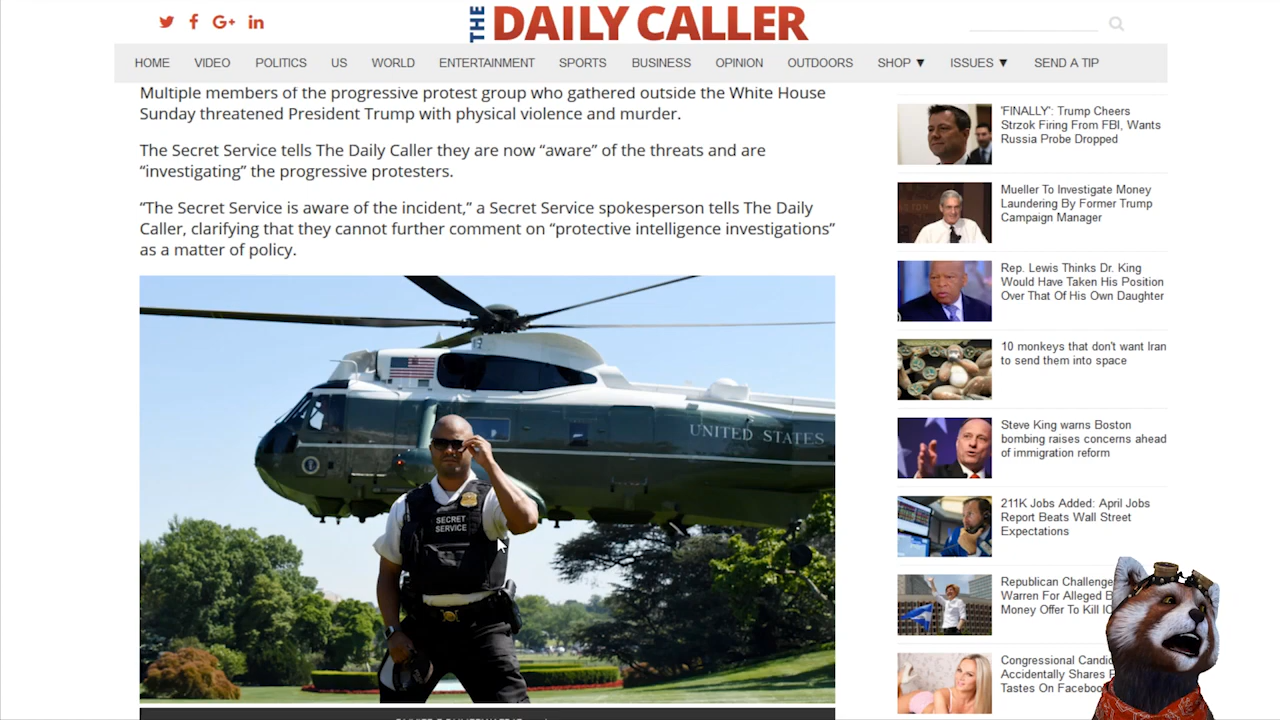 THE DAILY CALLER
HOME VIDEO POLITICS US WORLD ENTERTAINMENT SPORTS BUSINESS OPINION OUTDOORS SHOP ▼ ISSUES ▼ SEND A TIP
Multiple members of the progressive protest group who gathered outside the White House
Sunday threatened President Trump with physical violence and murder.
The Secret Service tells The Daily Caller they are now “aware” of the threats and are
“investigating” the progressive protesters.
“The Secret Service is aware of the incident,” a Secret Service spokesperson tells The Daily
Caller, clarifying that they cannot further comment on “protective intelligence investigations”
as a matter of policy.
UNITED STATES
SECRET
SERVICE
'FINALLY': Trump Cheers
Strzok Firing From FBI, Wants
Russia Probe Dropped
Mueller To Investigate Money
Laundering By Former Trump
Campaign Manager
Rep. Lewis Thinks Dr. King
Would Have Taken His Position
Over That Of His Own Daughter
10 monkeys that don't want Iran
to send them into space
Steve King warns Boston
bombing raises concerns ahead
of immigration reform
211K Jobs Added: April Jobs
Report Beats Wall Street
Expectations
Republican Challenge
Warren For Alleged
Money Offer To Kill
Congressional Candi
Accidentally Shares
Tastes On Facebo